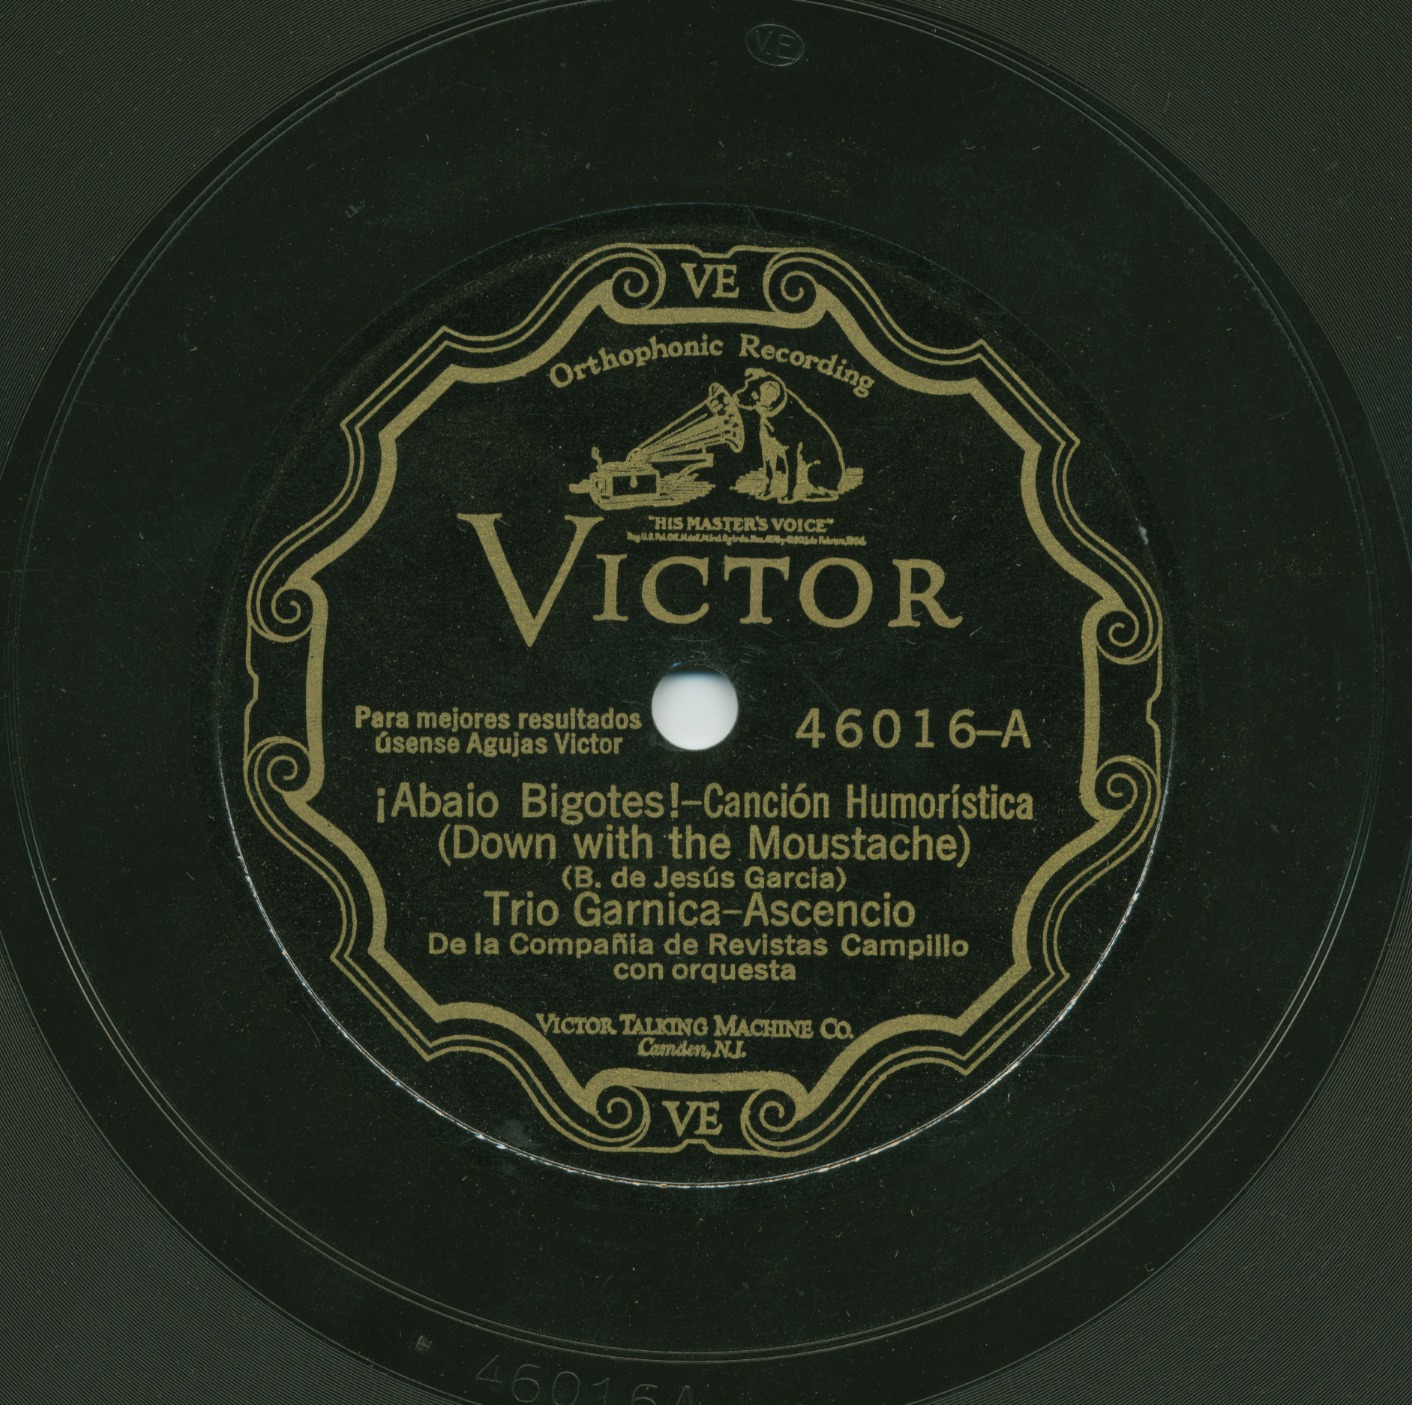 V.E
VE
Orthophonic Recording
"HIS MASTER'S VOICE"
VICTOR
Para mejores resultados
úsense Agujas Victor
46016-A
¡Abaio Bigotes!-Canción Humorística
(Down with the Moustache)
(B. de Jesús Garcia)
Trio Garnica-Ascencio
De la Compañia de Revistas Campillo
con orquesta
VICTOR TALKING MACHINE CO.
Camden, N.J.
VE
46016A